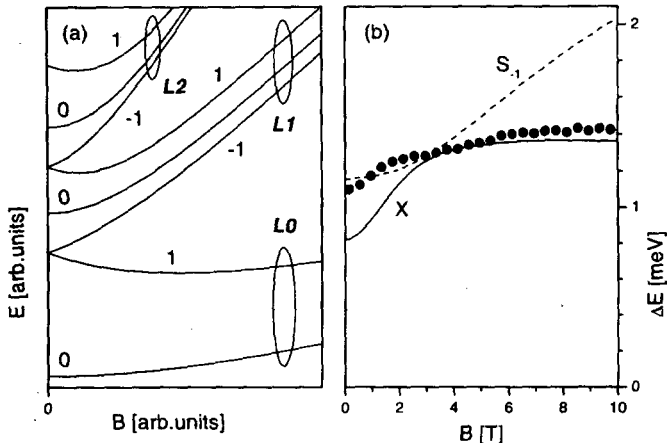 (a)
1
0
-1
L2
1
0
-1
L1
L0
1
0
E [arb.units]
B [arb.units]
(b)
S-1
X
2
1
0
ΔE [meV]
0 2 4 6 8 10
B [T]